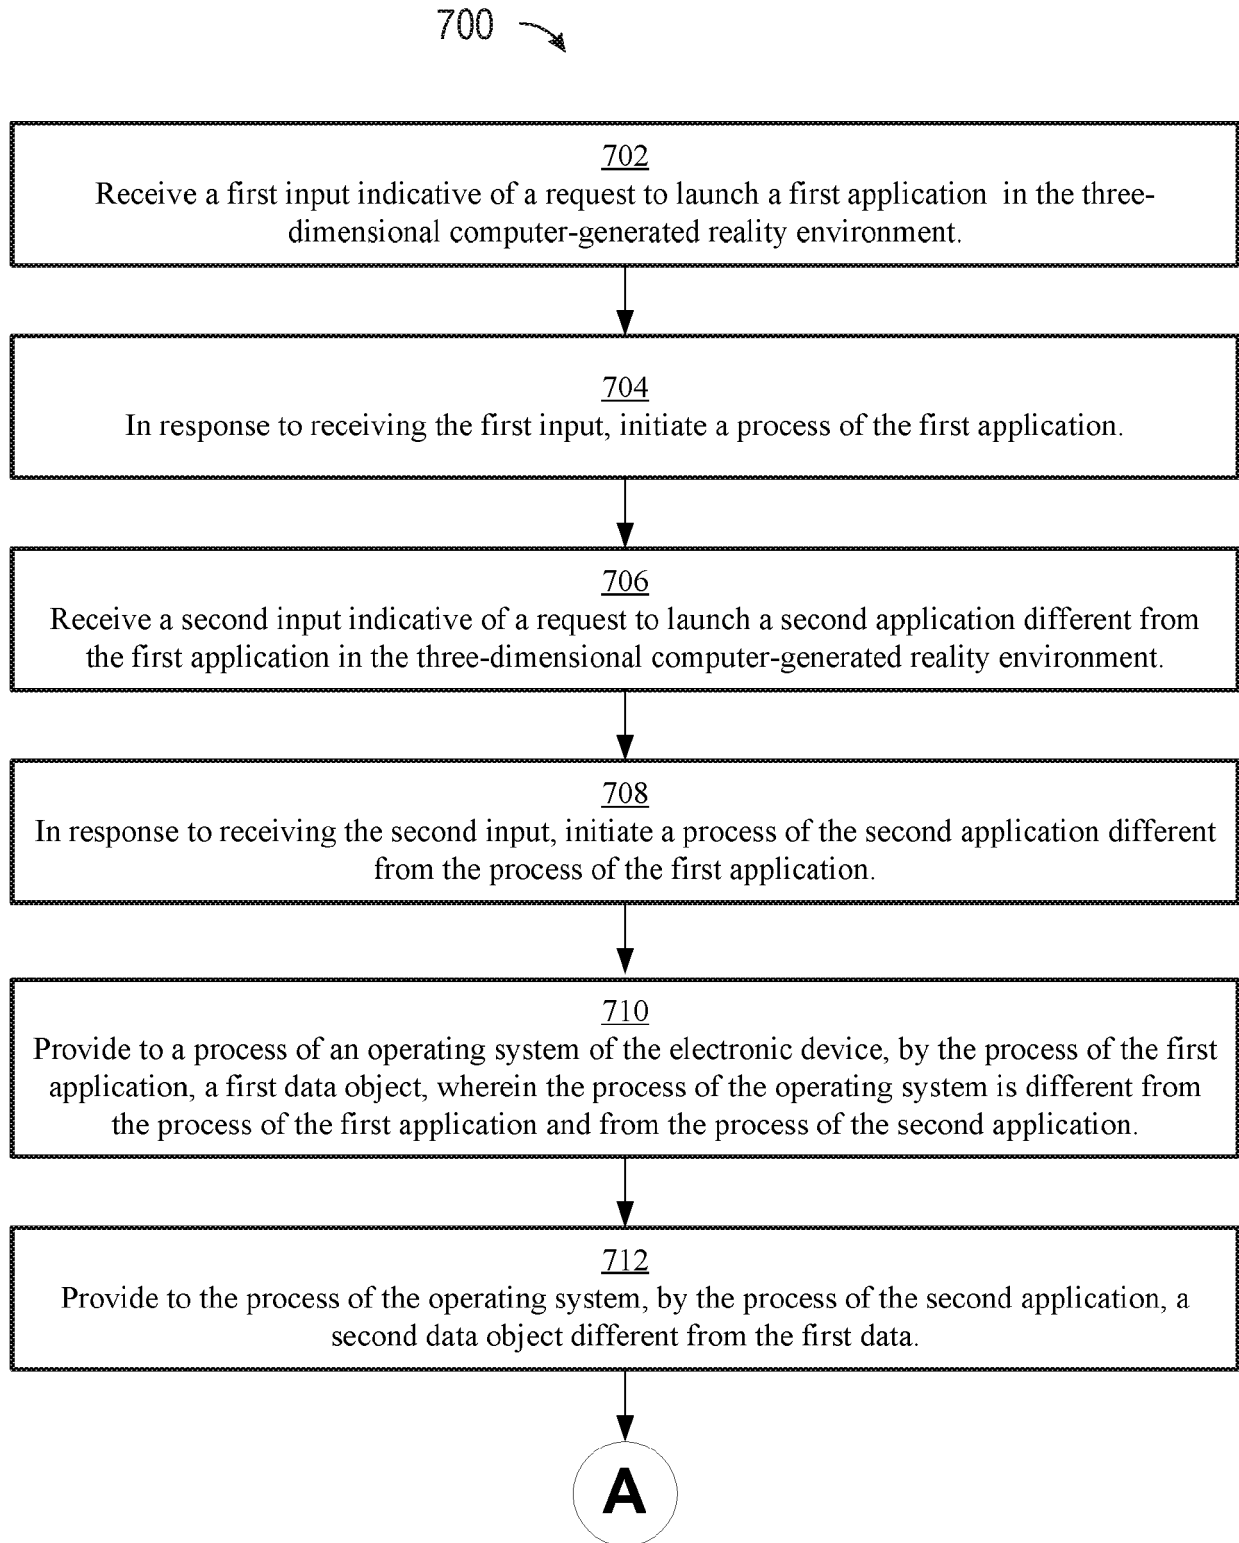 700
702
Receive a first input indicative of a request to launch a first application in the three-
dimensional computer-generated reality environment.
704
In response to receiving the first input, initiate a process of the first application.
706
Receive a second input indicative of a request to launch a second application different from
the first application in the three-dimensional computer-generated reality environment.
708
In response to receiving the second input, initiate a process of the second application different
from the process of the first application.
710
Provide to a process of an operating system of the electronic device, by the process of the first
application, a first data object, wherein the process of the operating system is different from
the process of the first application and from the process of the second application.
712
Provide to the process of the operating system, by the process of the second application, a
second data object different from the first data.
A